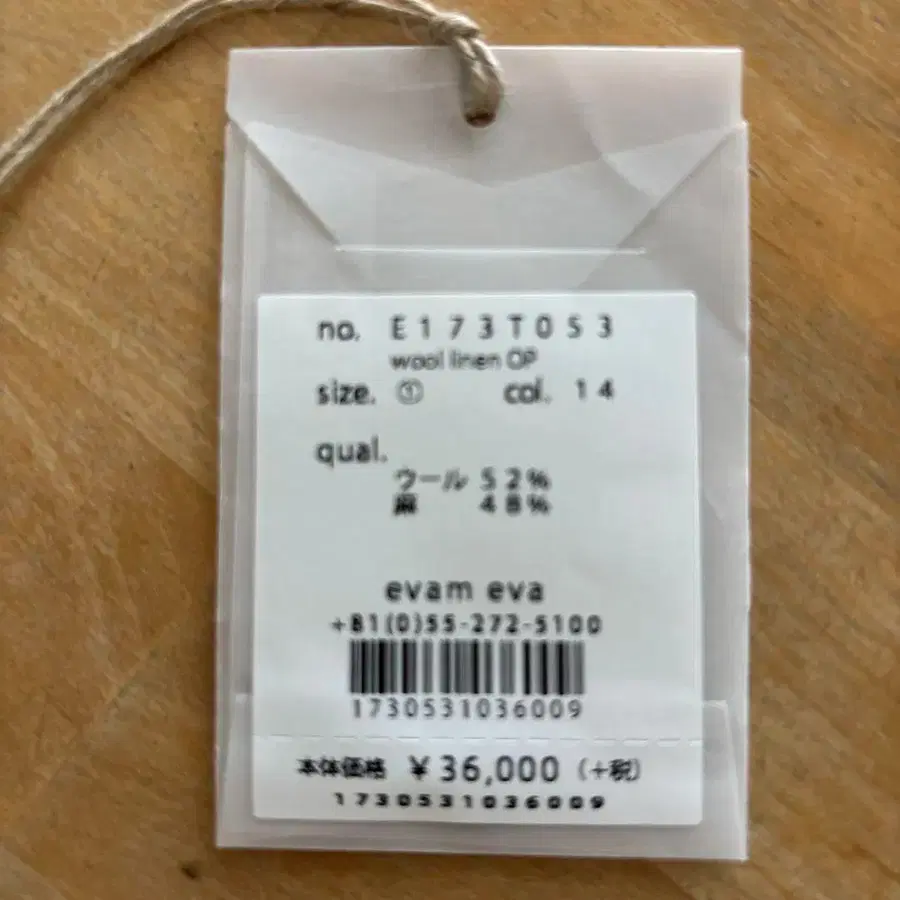 no. E173T053
wool linen OP
size. ① col. 14
qual.
ウール 52%
麻 48%
evam eva
+81(0)55-272-5100
1730531036009
本体価格 ¥36,000 (+税)
1730531036009